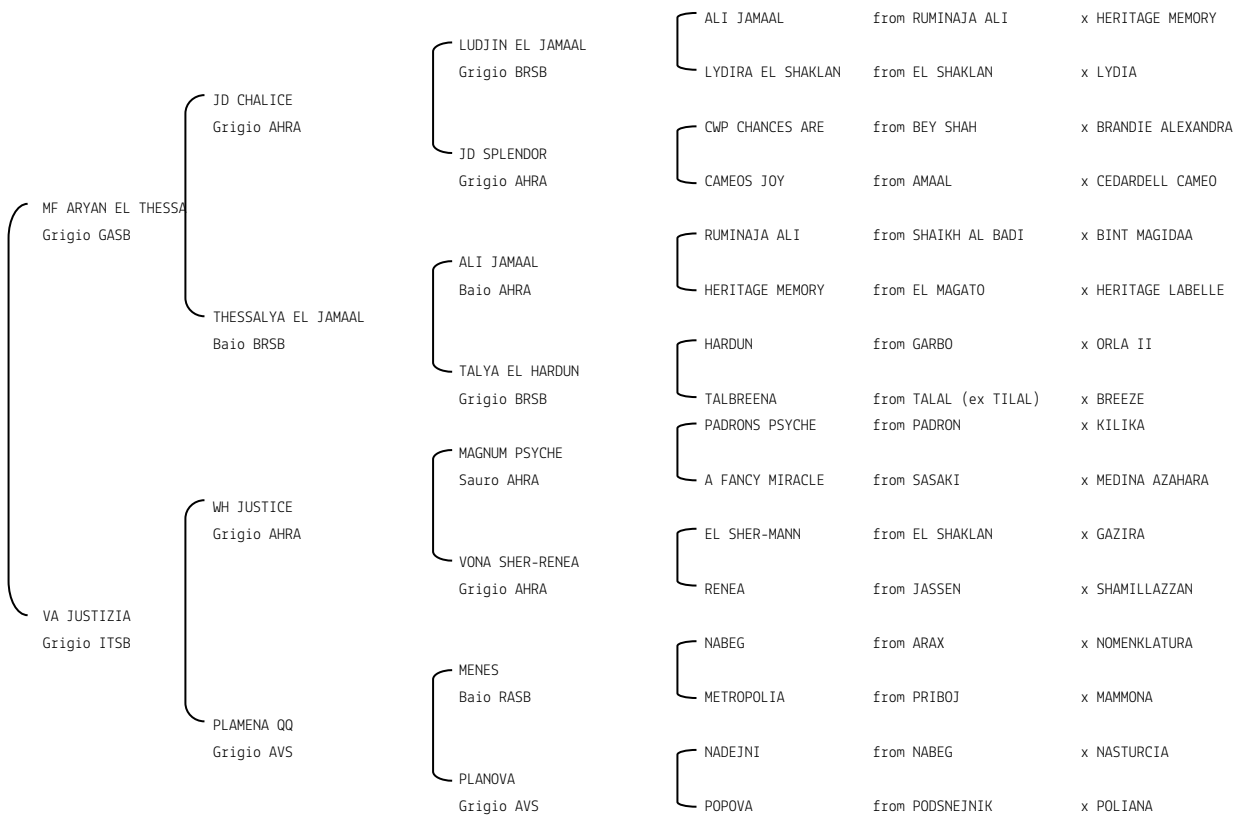 ALI JAMAAL from RUMINAJA ALI x HERITAGE MEMORY
LUDJIN EL JAMAAL
Grigio BRSB LYDIRA EL SHAKLAN from EL SHAKLAN x LYDIA
JD CHALICE
Grigio AHRA CWP CHANCES ARE from BEY SHAH x BRANDIE ALEXANDRA
JD SPLENDOR
Grigio AHRA CAMEOS JOY from AMAAL x CEDARDELL CAMEO
MF ARYAN EL THESSA
Grigio GASB RUMINAJA ALI from SHAIKH AL BADI x BINT MAGIDAA
ALI JAMAAL
Baio AHRA HERITAGE MEMORY from EL MAGATO x HERITAGE LABELLE
THESSALYA EL JAMAAL
Baio BRSB HARDUN from GARBO x ORLA II
TALYA EL HARDUN
Grigio BRSB TALBREENA from TALAL (ex TILAL) x BREEZE
PADRONS PSYCHE from PADRON x KILIKA
MAGNUM PSYCHE
Sauro AHRA A FANCY MIRACLE from SASAKI x MEDINA AZAHARA
WH JUSTICE
Grigio AHRA EL SHER-MANN from EL SHAKLAN x GAZIRA
VONA SHER-RENEA
Grigio AHRA RENEA from JASSEN x SHAMILLAZZAN
VA JUSTIZIA
Grigio ITSB NABEG from ARAX x NOMENKLATURA
MENES
Baio RASB METROPOLIA from PRIBOJ x MAMMONA
PLAMENA QQ
Grigio AVS NADEJNI from NABEG x NASTURCIA
PLANOVA
Grigio AVS POPOVA from PODSNEJNIK x POLIANA